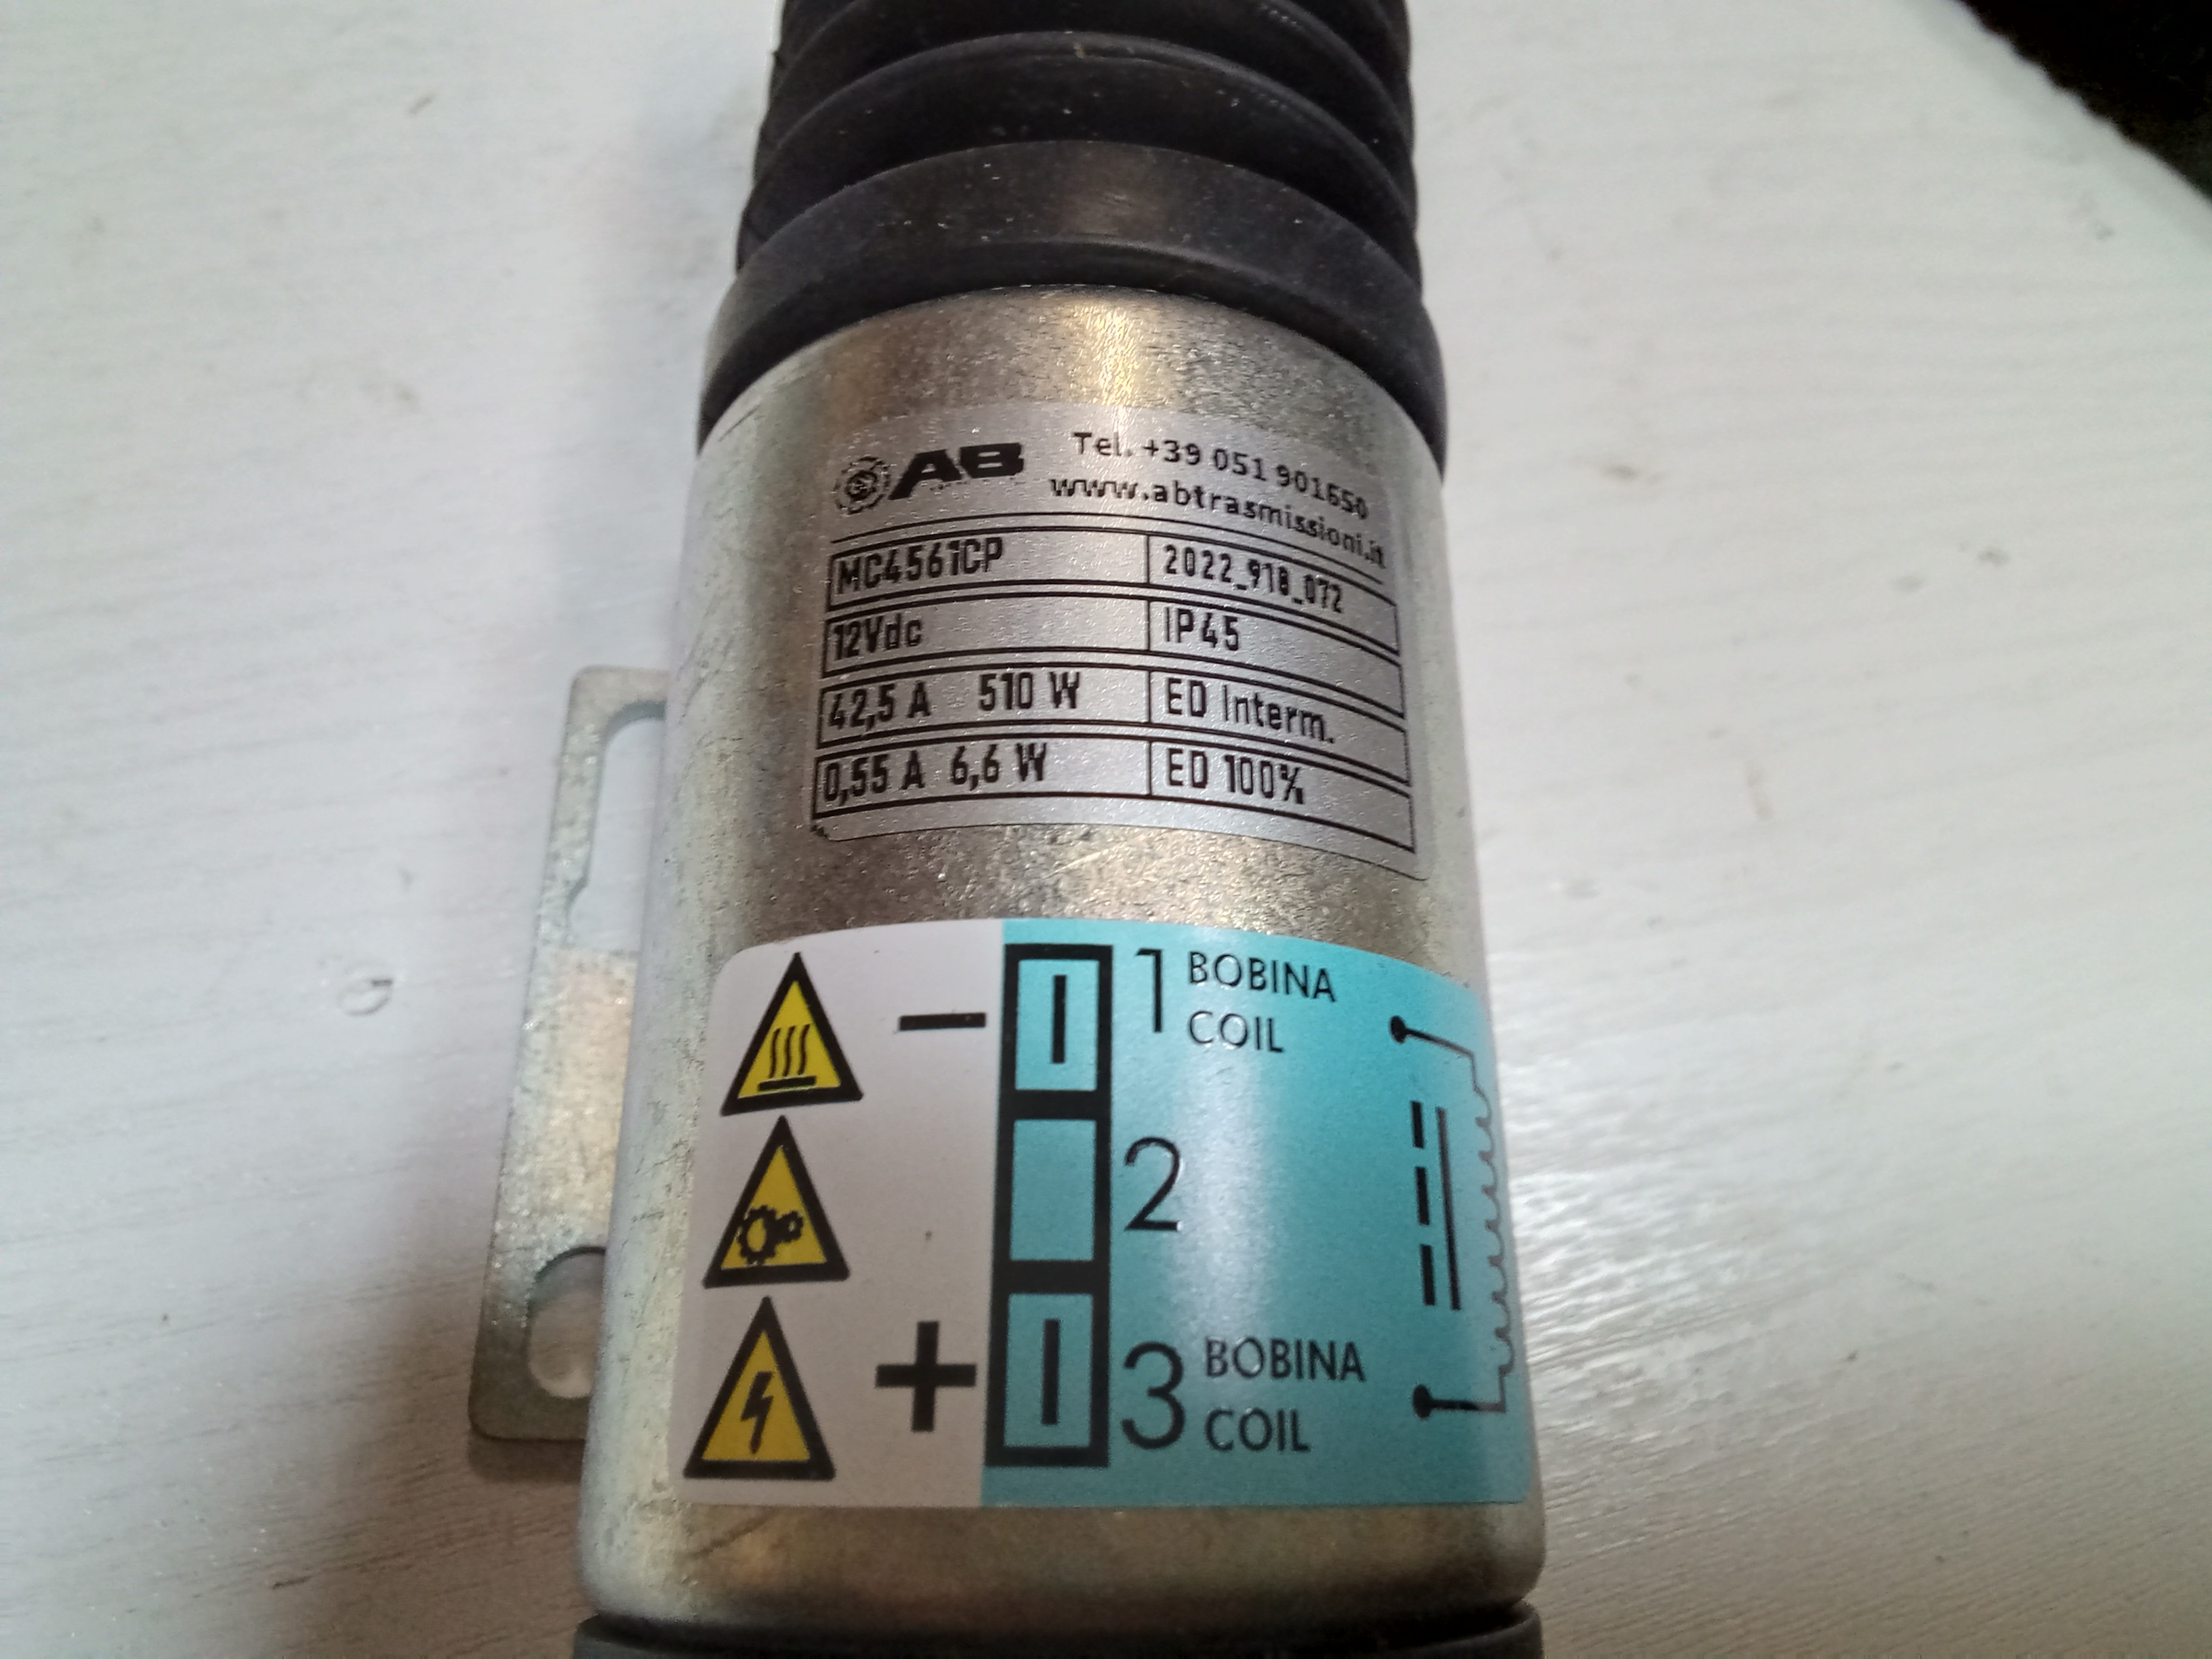 AB Tel. +39 051 901650
www.abtrasmissioni.it
MC4561CP 2022_918_072
12Vdc IP45
42,5 A 510 W ED Interm.
0,55 A 6,6 W ED 100%
- 1 BOBINA
COIL
2
+ 3 BOBINA
COIL